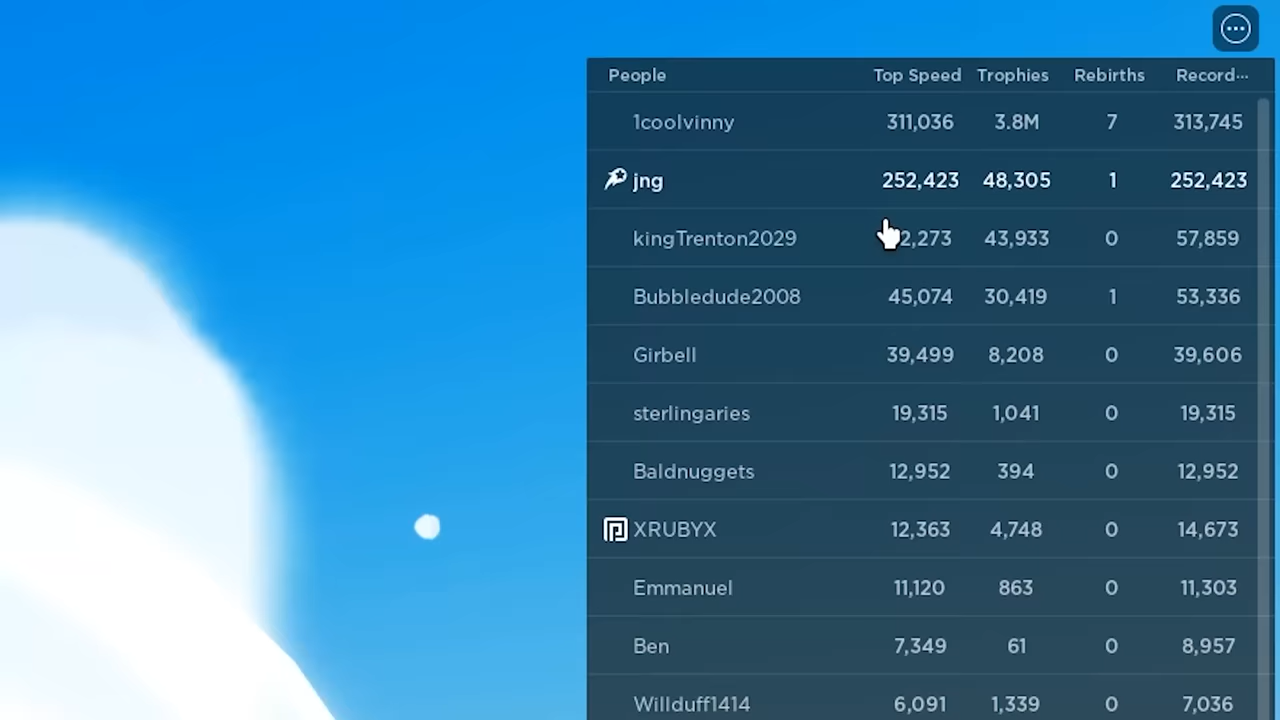 People Top Speed Trophies Rebirths Record···
1coolvinny 311,036 3.8M 7 313,745
jng 252,423 48,305 1 252,423
kingTrenton2029 2,273 43,933 0 57,859
Bubbledude2008 45,074 30,419 1 53,336
Girbell 39,499 8,208 0 39,606
sterlingaries 19,315 1,041 0 19,315
Baldnuggets 12,952 394 0 12,952
XRUBYX 12,363 4,748 0 14,673
Emmanuel 11,120 863 0 11,303
Ben 7,349 61 0 8,957
Willduff1414 6,091 1,339 0 7,036